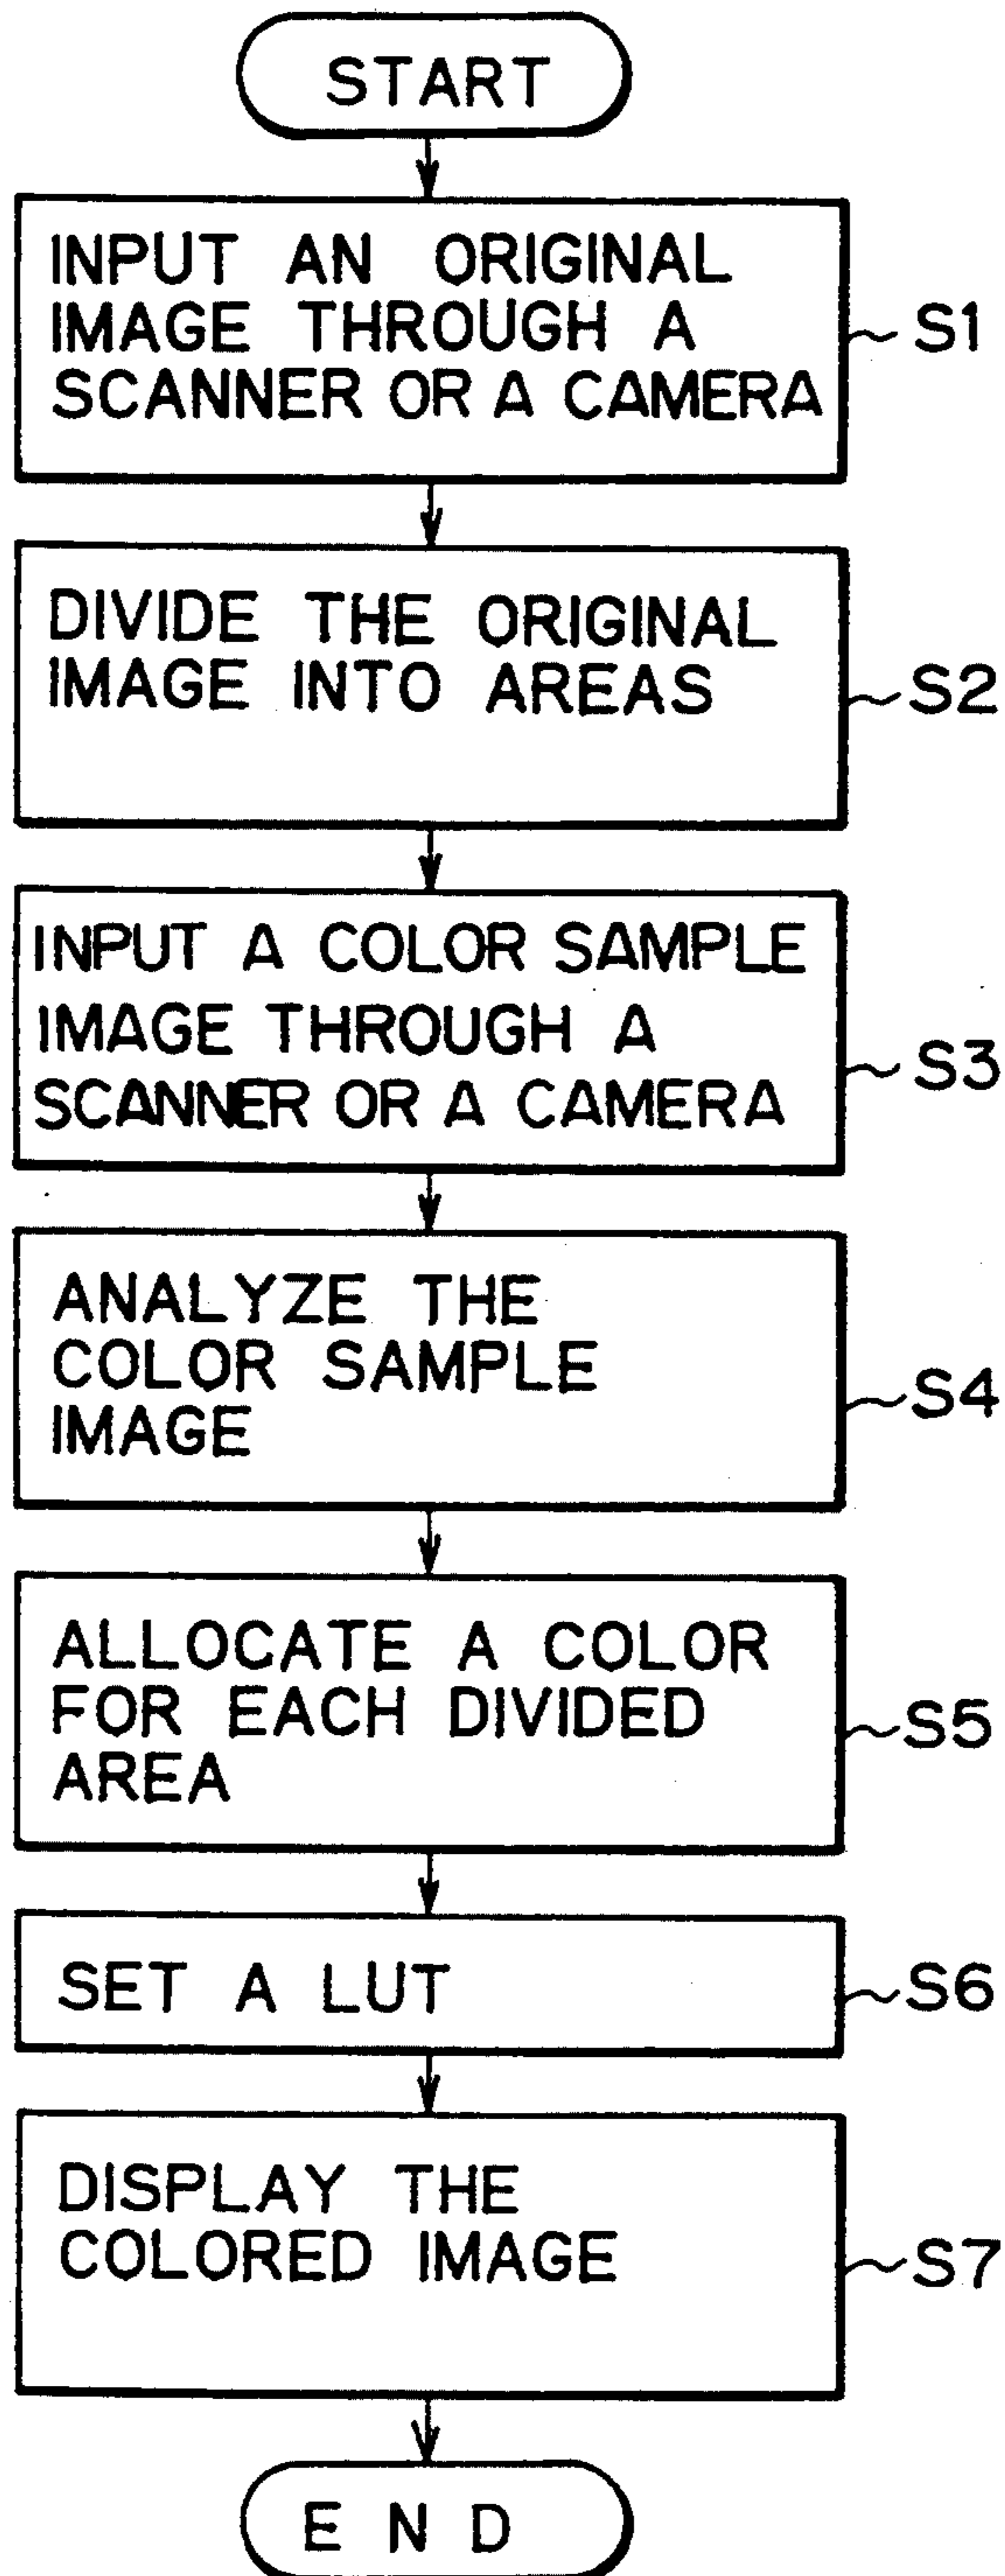 START
INPUT AN ORIGINAL
IMAGE THROUGH A
SCANNER OR A CAMERA
S1
DIVIDE THE ORIGINAL
IMAGE INTO AREAS
S2
INPUT A COLOR SAMPLE
IMAGE THROUGH A
SCANNER OR A CAMERA
S3
ANALYZE THE
COLOR SAMPLE
IMAGE
S4
ALLOCATE A COLOR
FOR EACH DIVIDED
AREA
S5
SET A LUT
S6
DISPLAY THE
COLORED IMAGE
S7
END